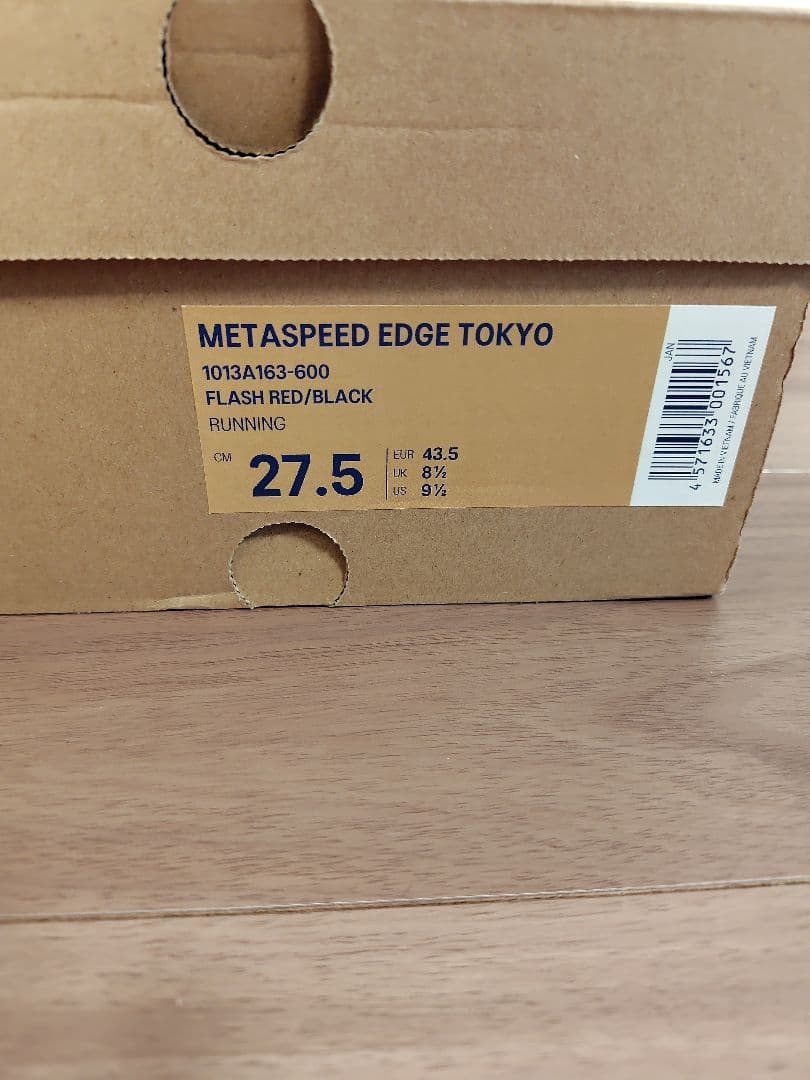 METASPEED EDGE TOKYO
1013A163-600
FLASH RED/BLACK
RUNNING
CM 27.5
EUR 43.5
UK 8½
US 9½
JAN
4 571633 001567
MADE IN VIETNAM / FABRIQUE AU VIETNAM